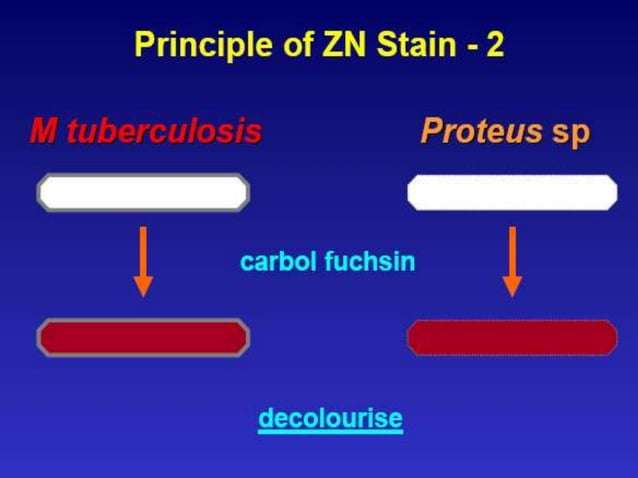 Principle of ZN Stain - 2
M tuberculosis
Proteus sp
carbol fuchsin
decolourise